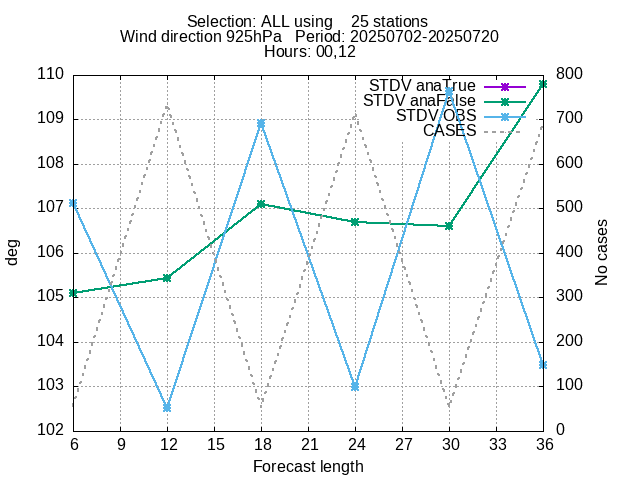 Selection: ALL using    25 stations
Wind direction 925hPa   Period: 20250702-20250720
Hours: 00,12
110
109
108
107
106
105
104
103
102
800
700
600
500
400
300
200
100
0
STDV anaTrue
STDV anaFalse
STDV OBS
CASES
deg
No cases
6 9 12 15 18 21 24 27 30 33 36
Forecast length